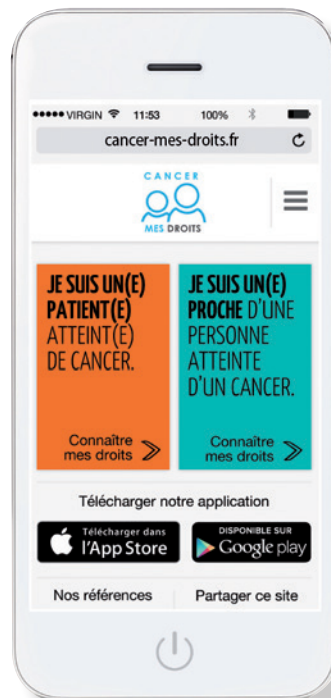 VIRGIN 11:53 100%
cancer-mes-droits.fr
CANCER
MES DROITS
JE SUIS UN(E)
PATIENT(E)
ATTEINT(E)
DE CANCER.
Connaître
mes droits
JE SUIS UN(E)
PROCHE D'UNE
PERSONNE
ATTEINTE
D'UN CANCER.
Connaître
mes droits
Télécharger notre application
Télécharger dans
l'App Store
DISPONIBLE SUR
Google play
Nos références Partager ce site